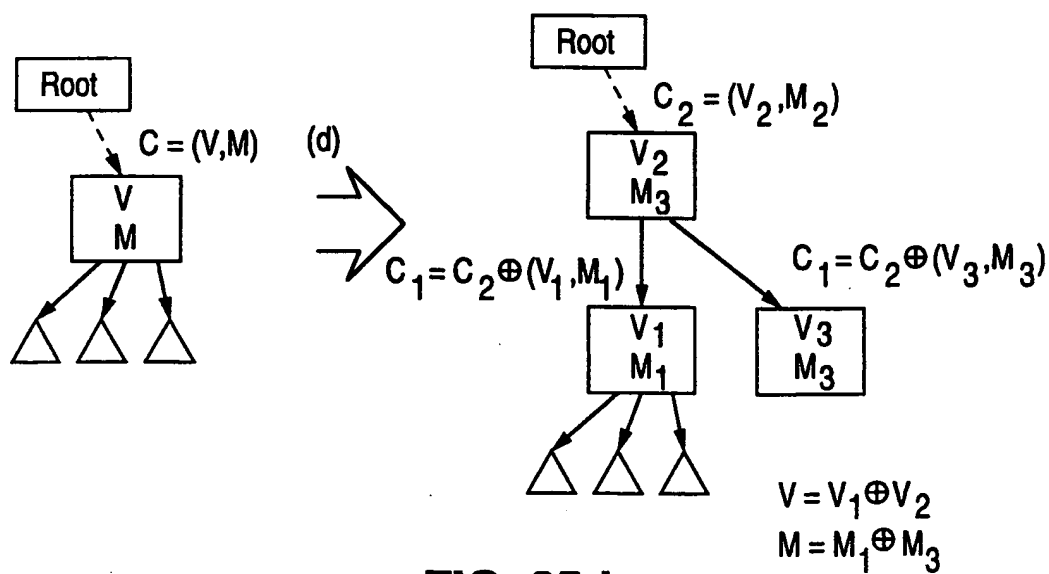 Root
C = (V,M)
V
M
(d)
Root
C₂ = (V₂,M₂)
V₂
M₃
C₁ = C₂ ⊕ (V₁,M₁)
C₁ = C₂ ⊕ (V₃,M₃)
V₁
M₁
V₃
M₃
V = V₁ ⊕ V₂
M = M₁ ⊕ M₃